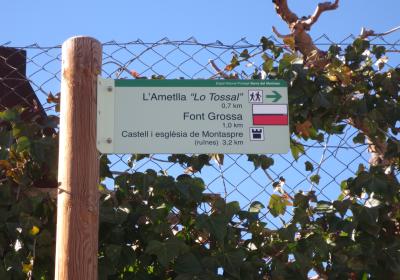 L'Ametlla "Lo Tossal"
0,7 km
Font Grossa
1,0 km
Castell i església de Montaspre
(ruïnes) 3,2 km